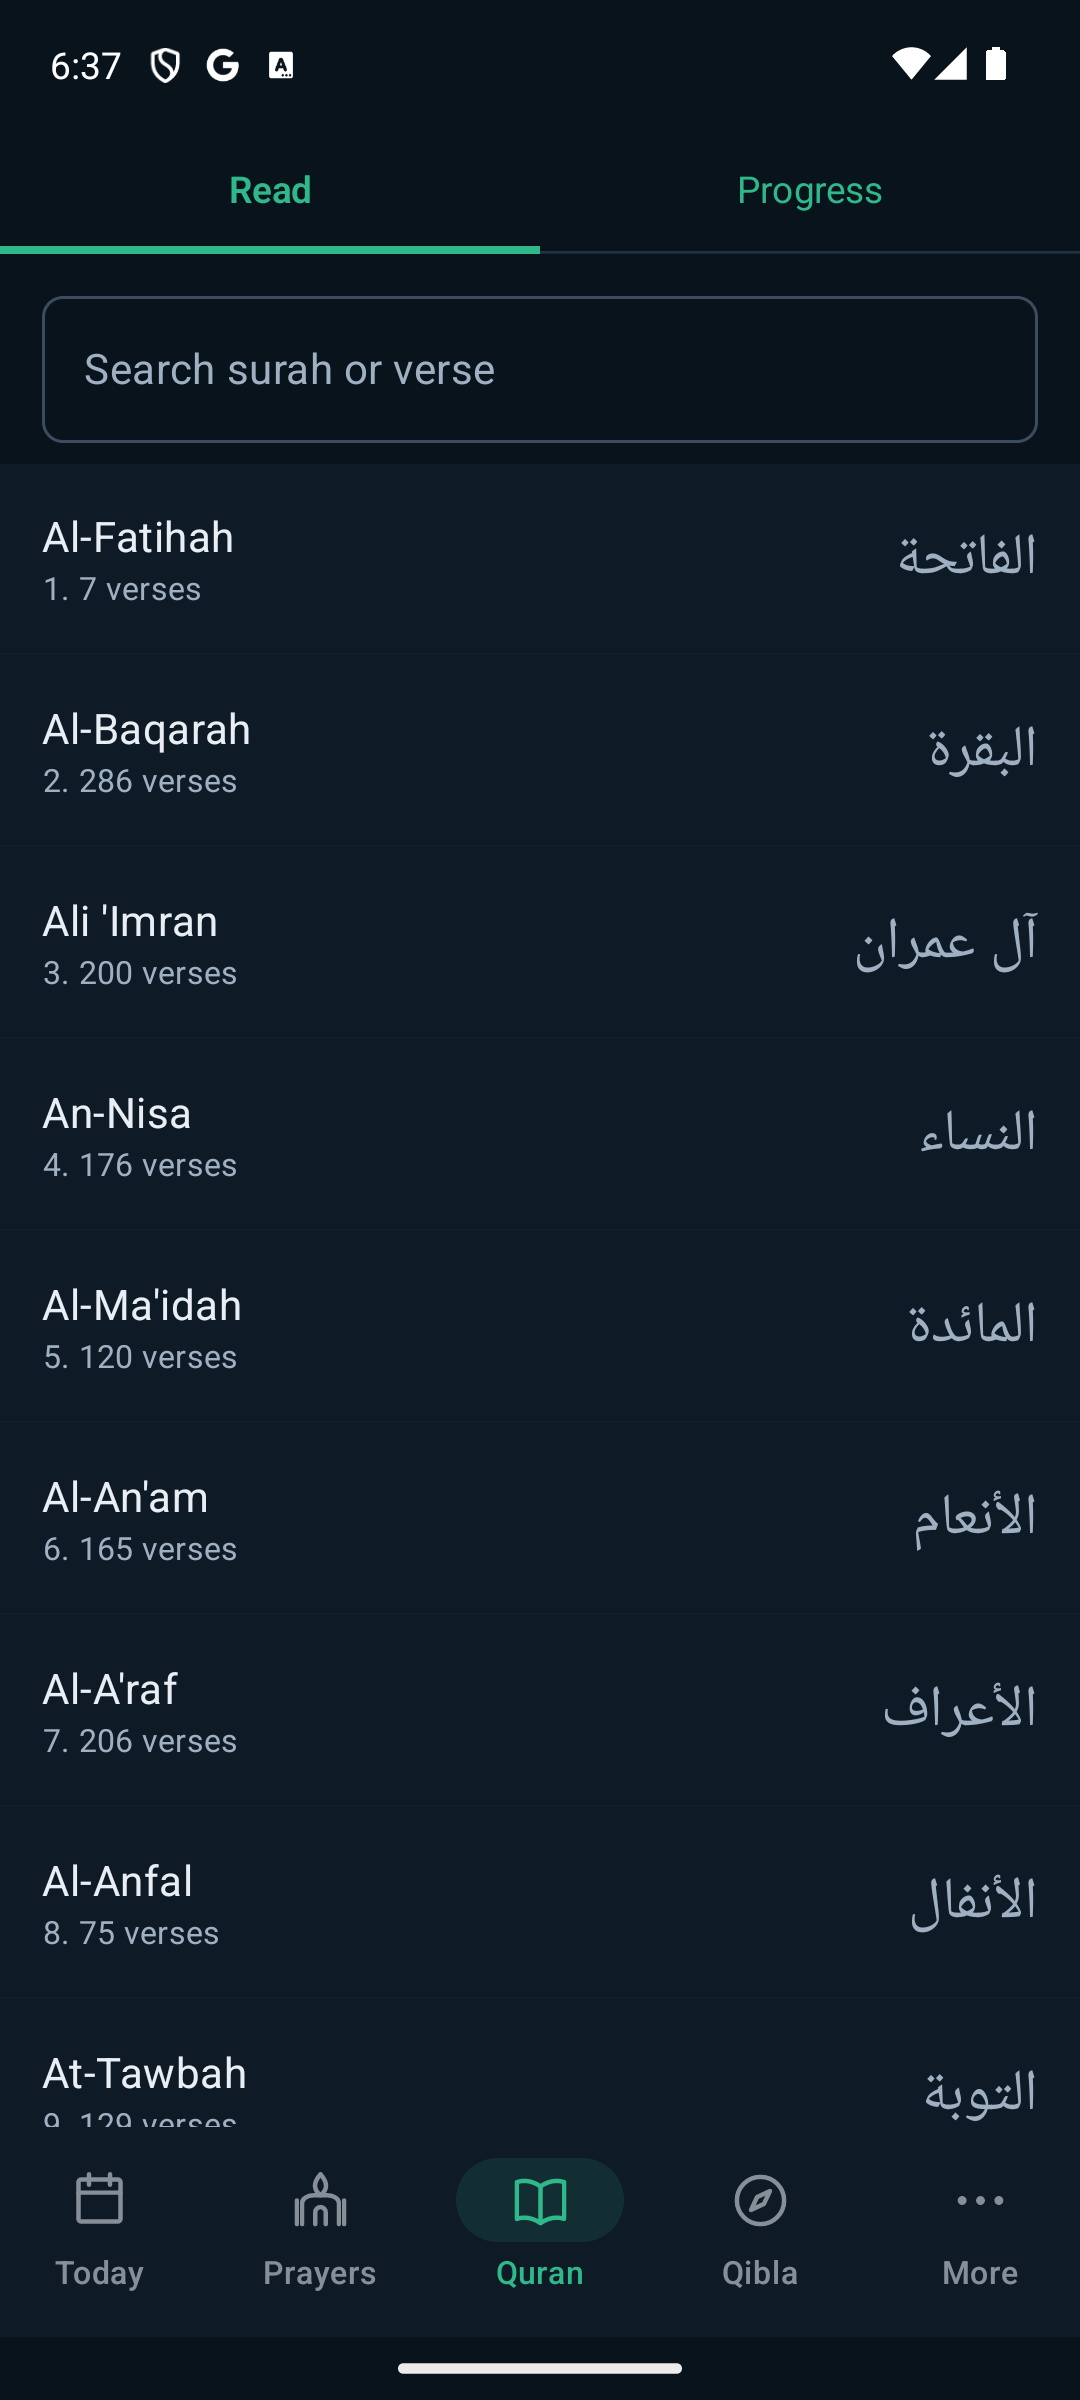 6:37
Read
Progress
Search surah or verse
Al-Fatihah
الفاتحة
1. 7 verses
Al-Baqarah
البقرة
2. 286 verses
Ali 'Imran
آل عمران
3. 200 verses
An-Nisa
النساء
4. 176 verses
Al-Ma'idah
المائدة
5. 120 verses
Al-An'am
الأنعام
6. 165 verses
Al-A'raf
الأعراف
7. 206 verses
Al-Anfal
الأنفال
8. 75 verses
At-Tawbah
التوبة
9. 129 verses
Today
Prayers
Quran
Qibla
More